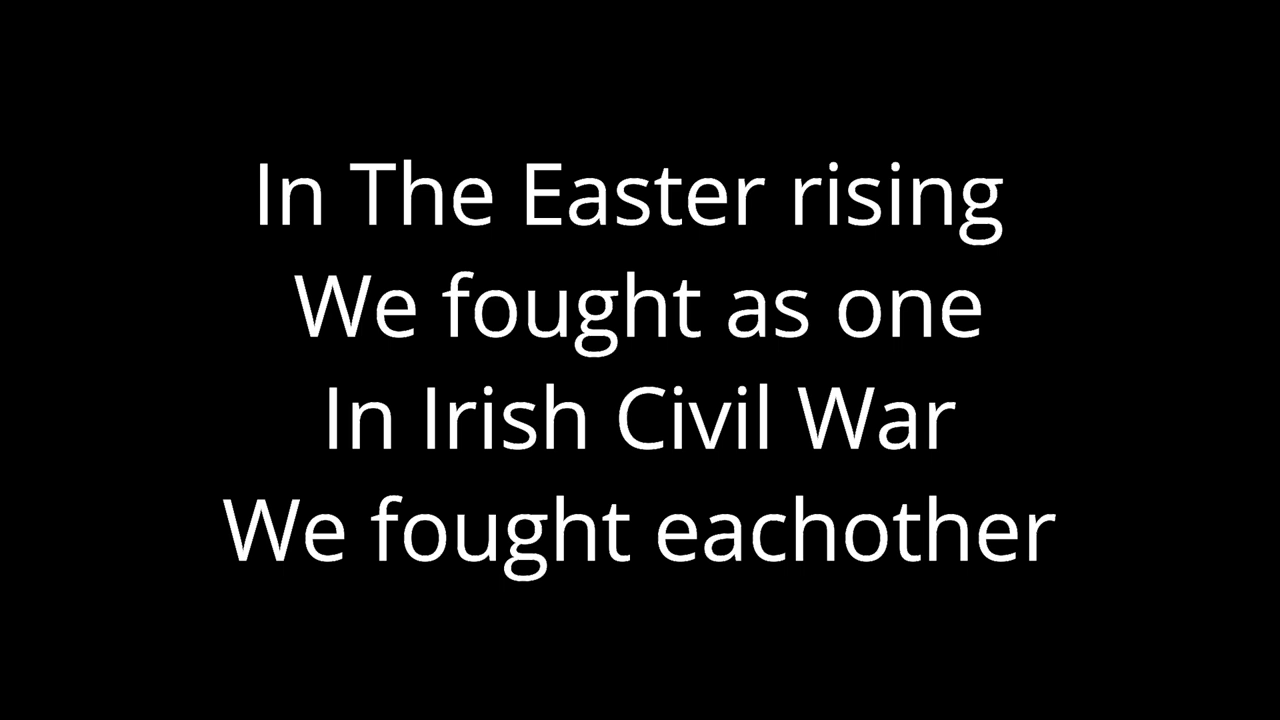 In The Easter rising
We fought as one
In Irish Civil War
We fought eachother